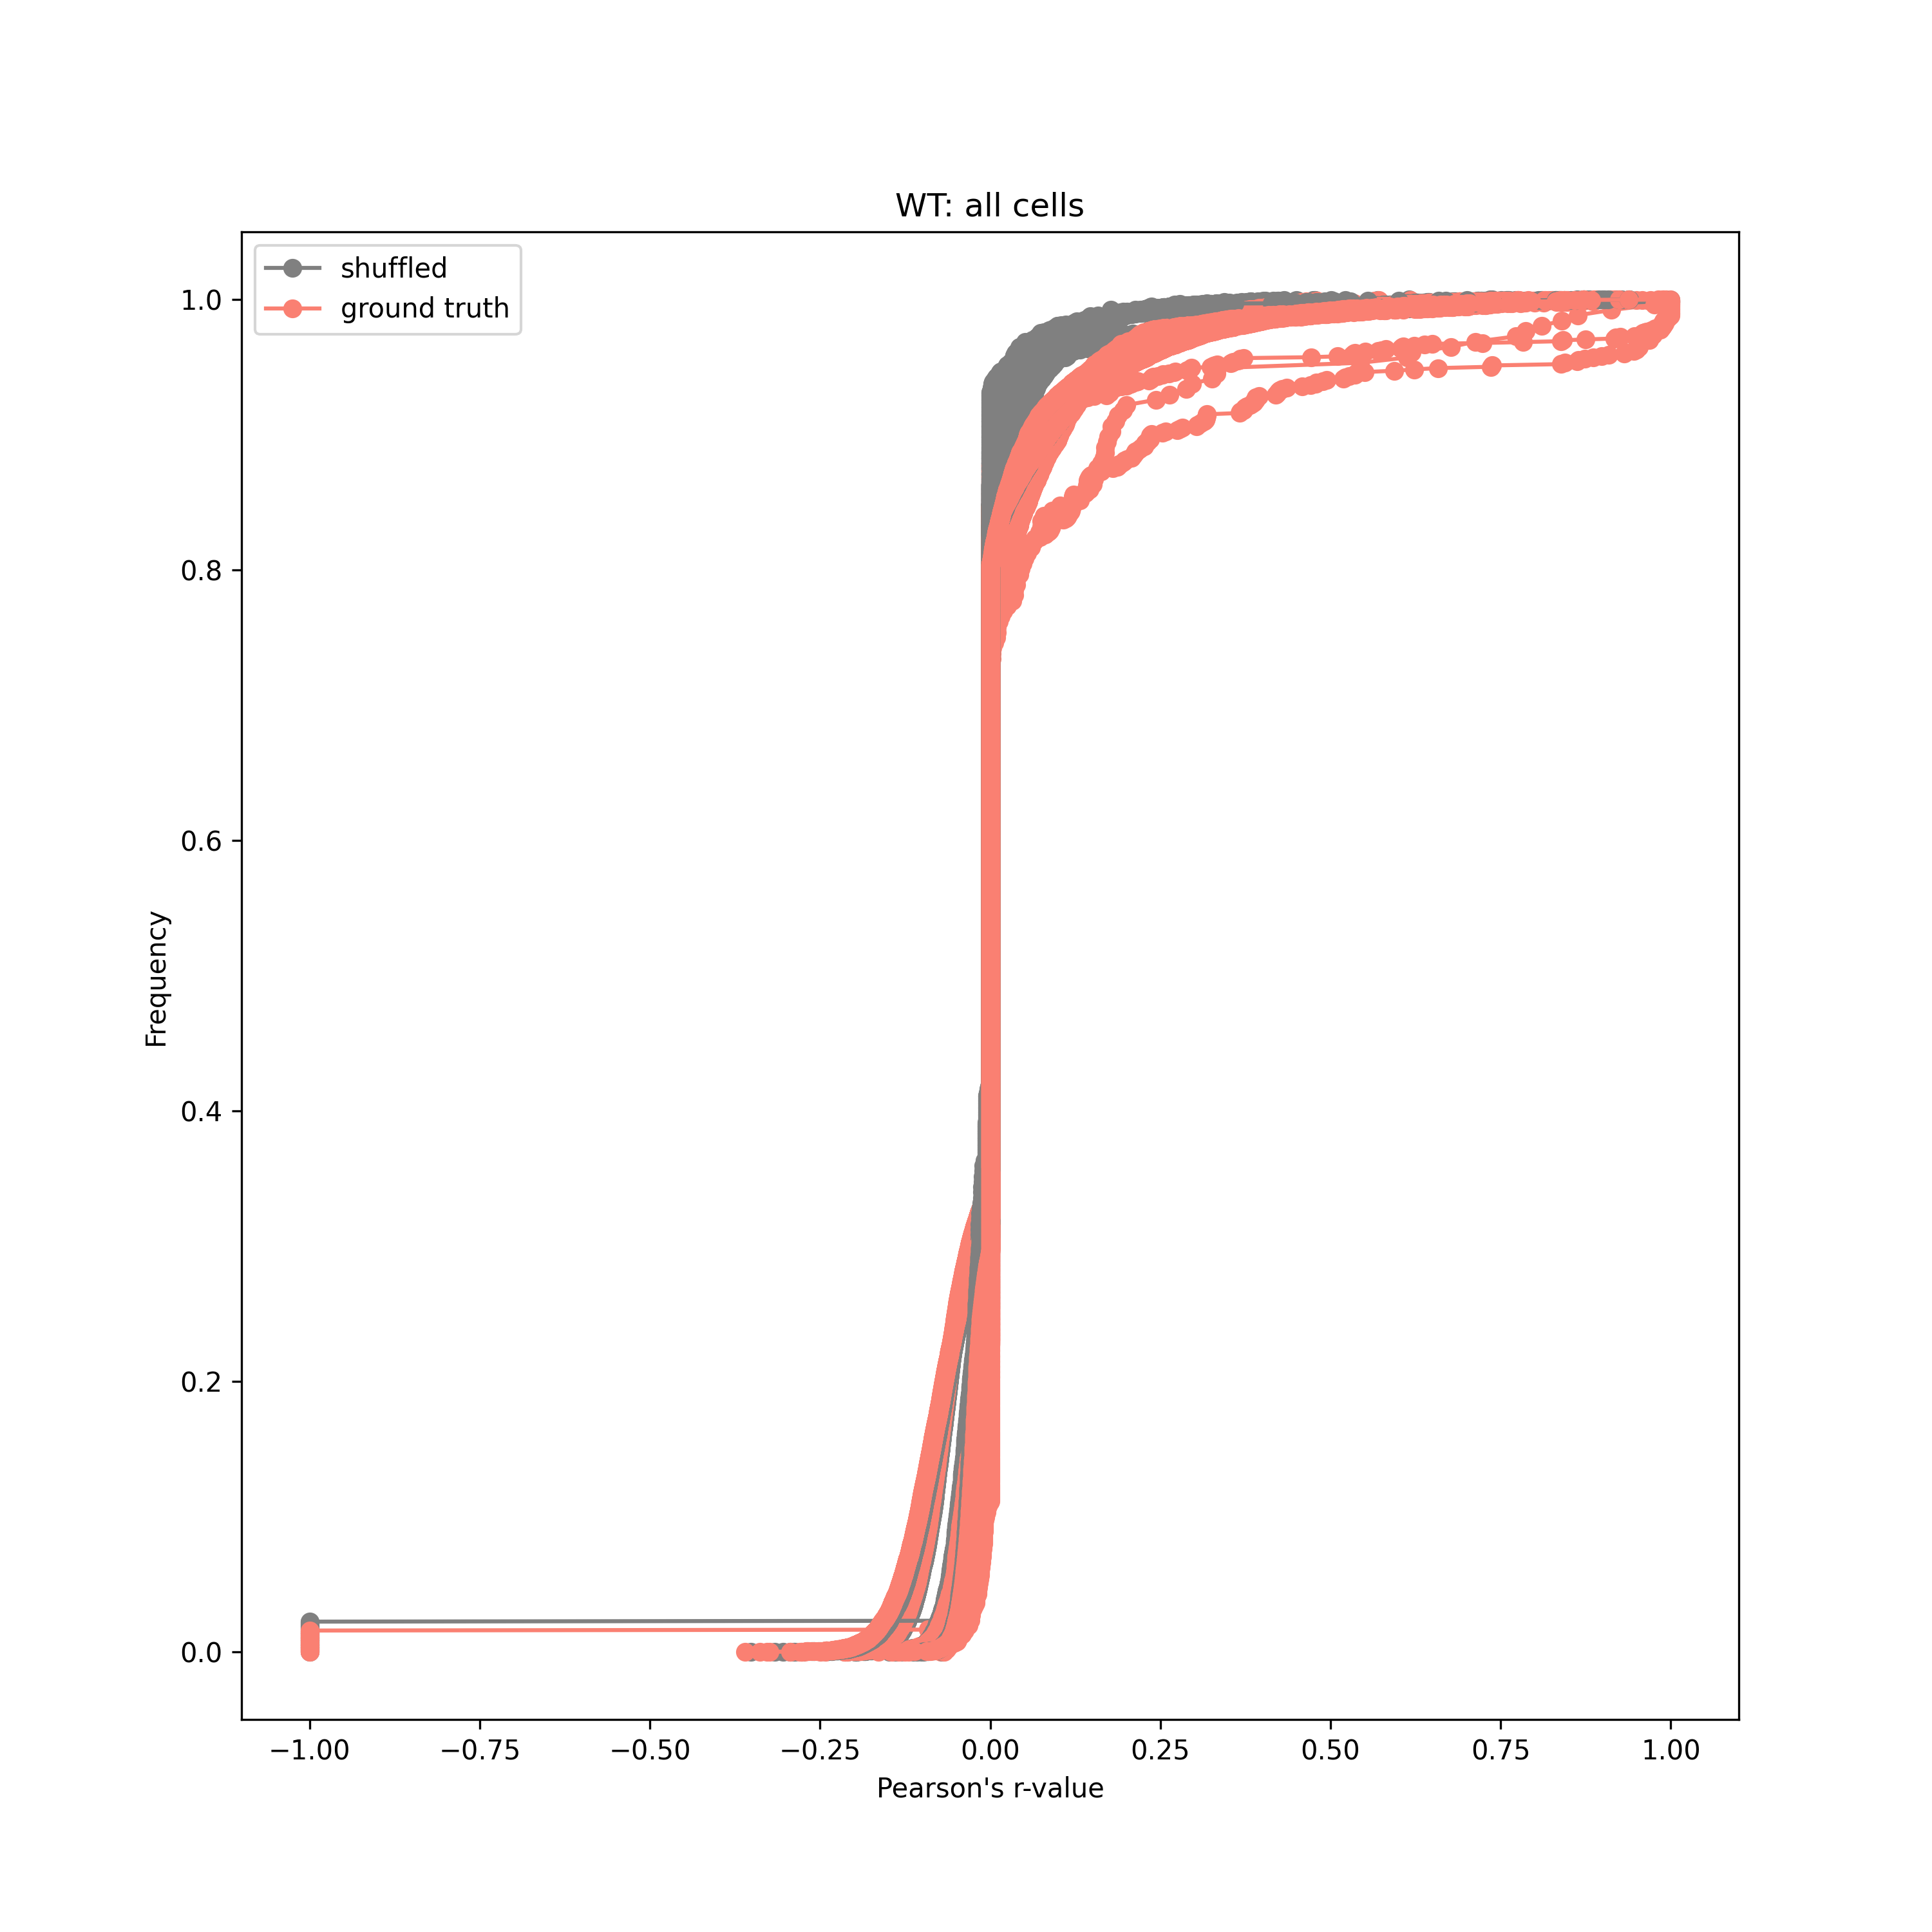 WT: all cells
shuffled
ground truth
1.0
0.8
0.6
0.4
0.2
0.0
Frequency
−1.00 −0.75 −0.50 −0.25 0.00 0.25 0.50 0.75 1.00
Pearson's r-value